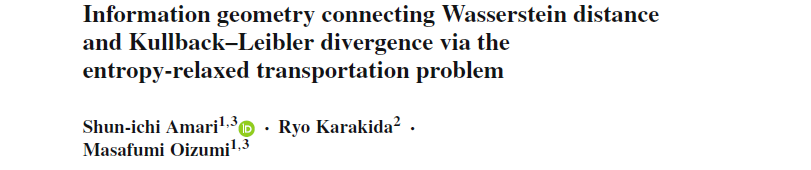 Information geometry connecting Wasserstein distance
and Kullback–Leibler divergence via the
entropy-relaxed transportation problem
Shun-ichi Amari1,3 iD · Ryo Karakida2 ·
Masafumi Oizumi1,3